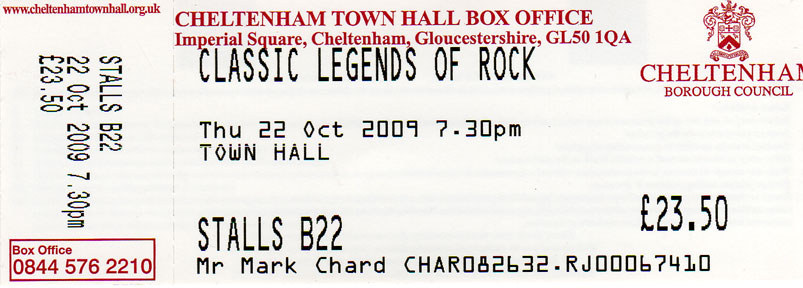 www.cheltenhamtownhall.org.uk
STALLS B22
22 Oct 2009 7.30pm
£23.50
Box Office
0844 576 2210
CHELTENHAM TOWN HALL BOX OFFICE
Imperial Square, Cheltenham, Gloucestershire, GL50 1QA
CHELTENHAM
BOROUGH COUNCIL
CLASSIC LEGENDS OF ROCK
Thu 22 Oct 2009 7.30pm
TOWN HALL
£23.50
STALLS B22
Mr Mark Chard CHAR082632.RJ00067410